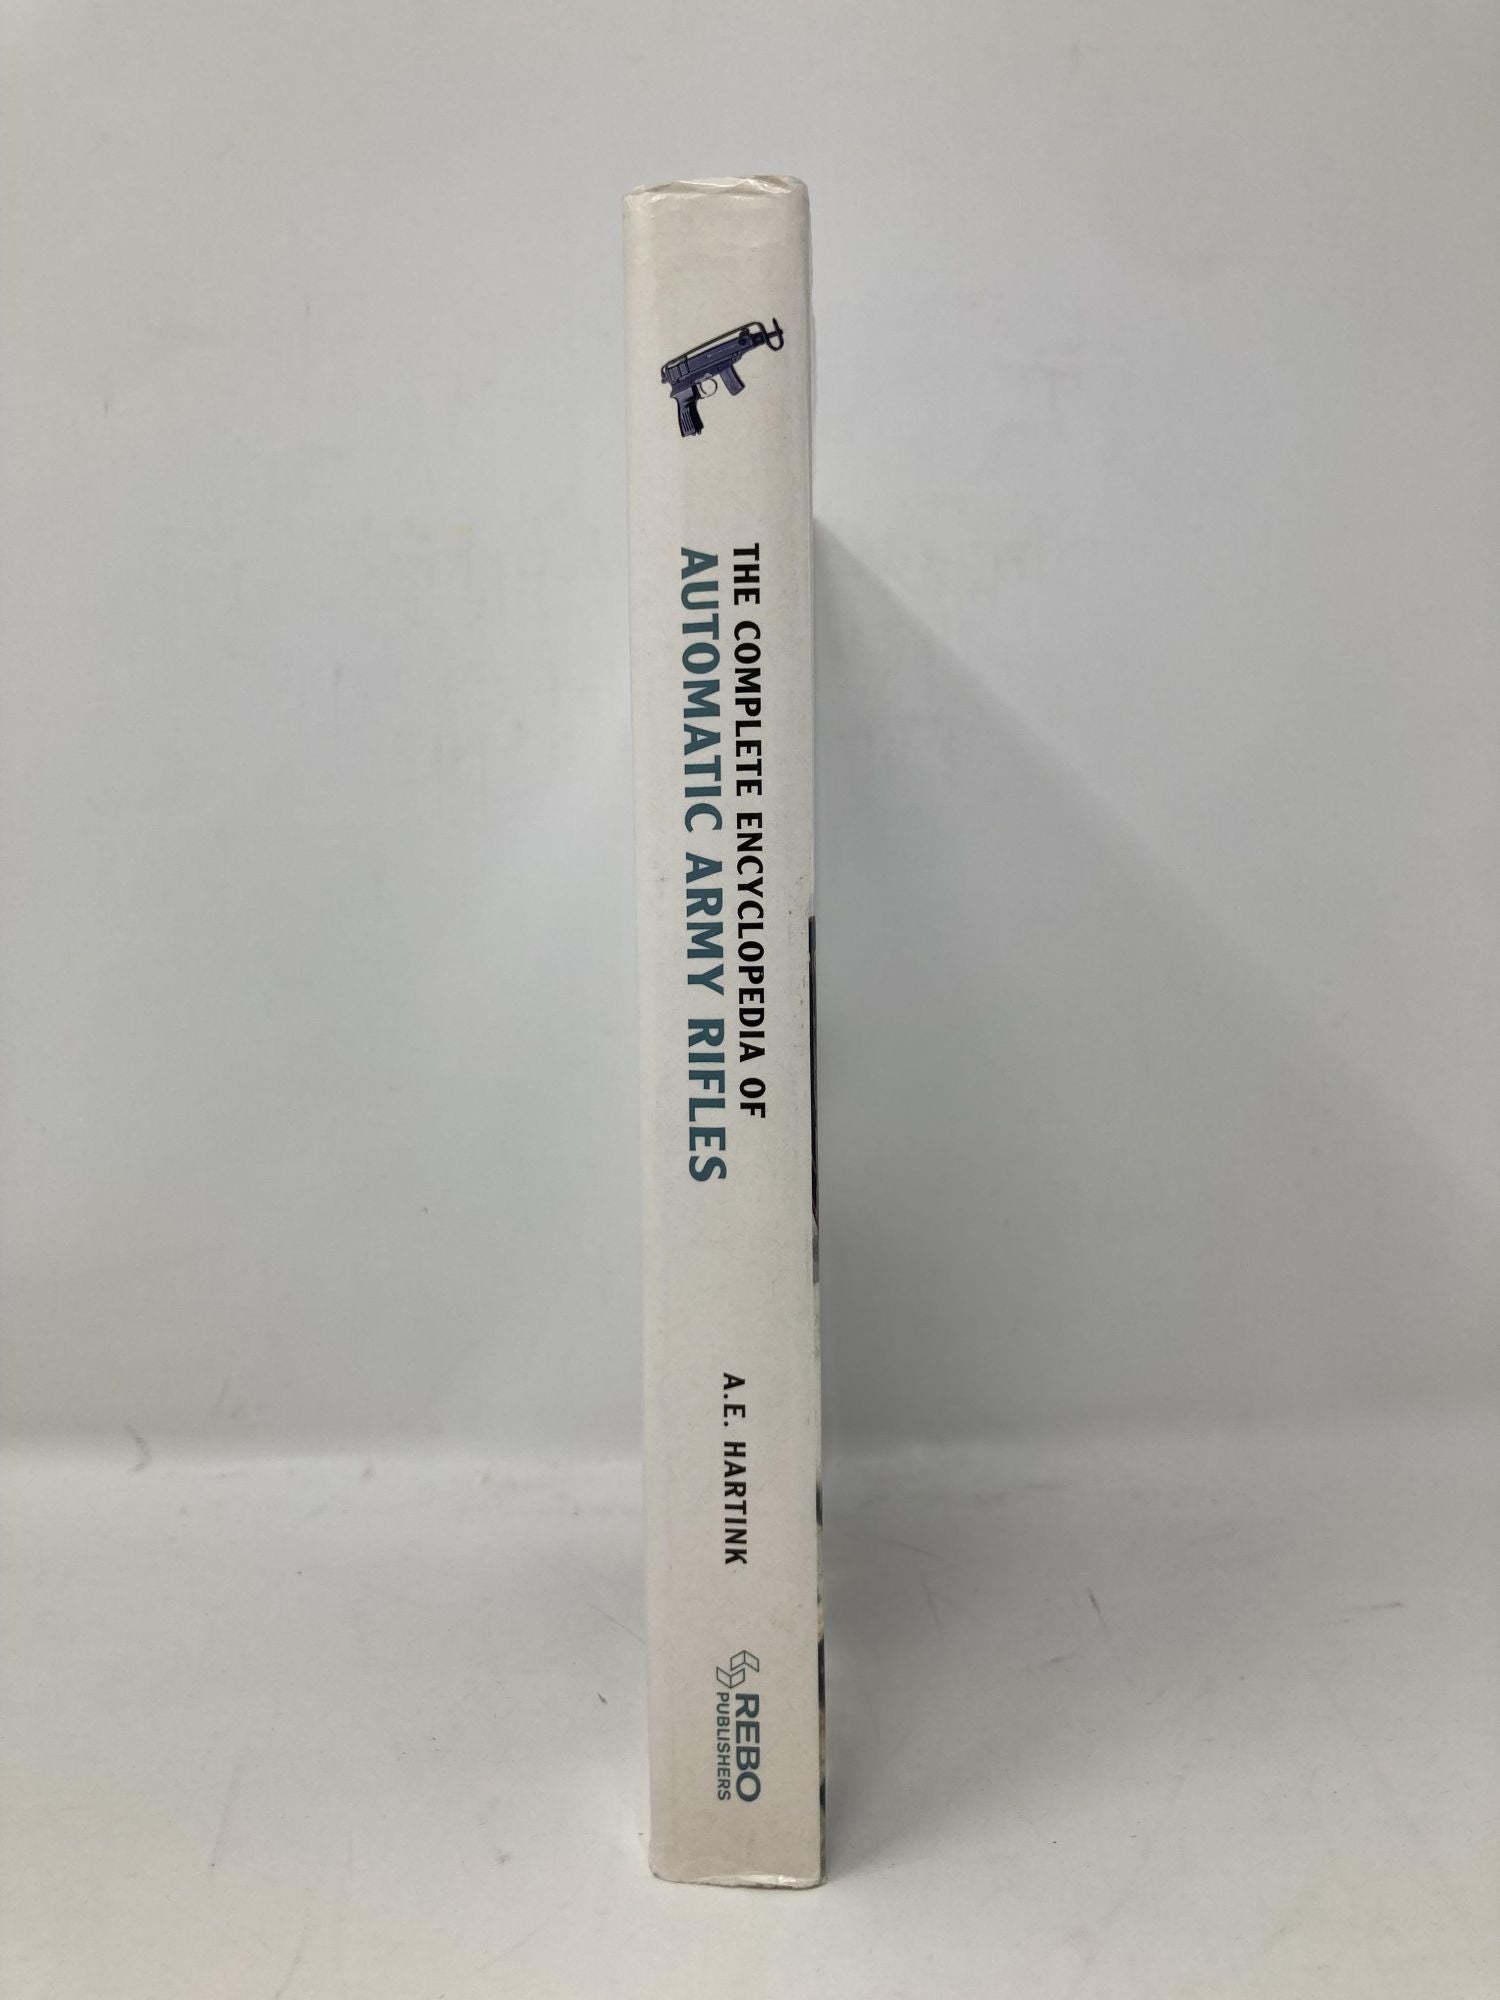 THE COMPLETE ENCYCLOPEDIA OF
AUTOMATIC ARMY RIFLES
A.E. HARTINK
REBO
PUBLISHERS